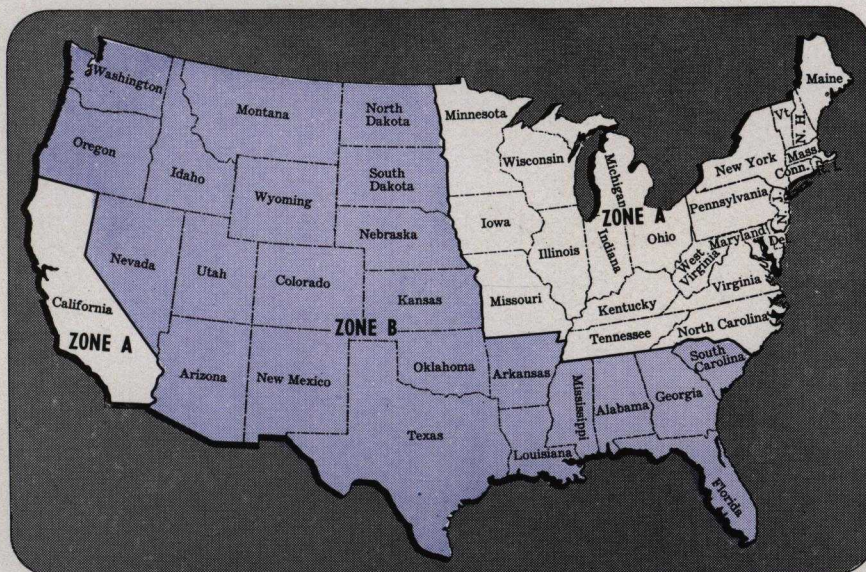 Washington
Oregon
Idaho
Montana
North
Dakota
South
Dakota
Wyoming
Nebraska
Nevada
Utah
Colorado
Kansas
California
ZONE A
ZONE B
Arizona
New Mexico
Oklahoma
Texas
Minnesota
Wisconsin
Michigan
Iowa
Illinois
Indiana
Ohio
ZONE A
Missouri
Kentucky
Tennessee
West
Virginia
Virginia
North Carolina
South
Carolina
Arkansas
Louisiana
Mississippi
Alabama
Georgia
Florida
Maine
Vt.
N. H.
Mass.
Conn.
R. I.
New York
Pennsylvania
N. J.
Maryland
De.